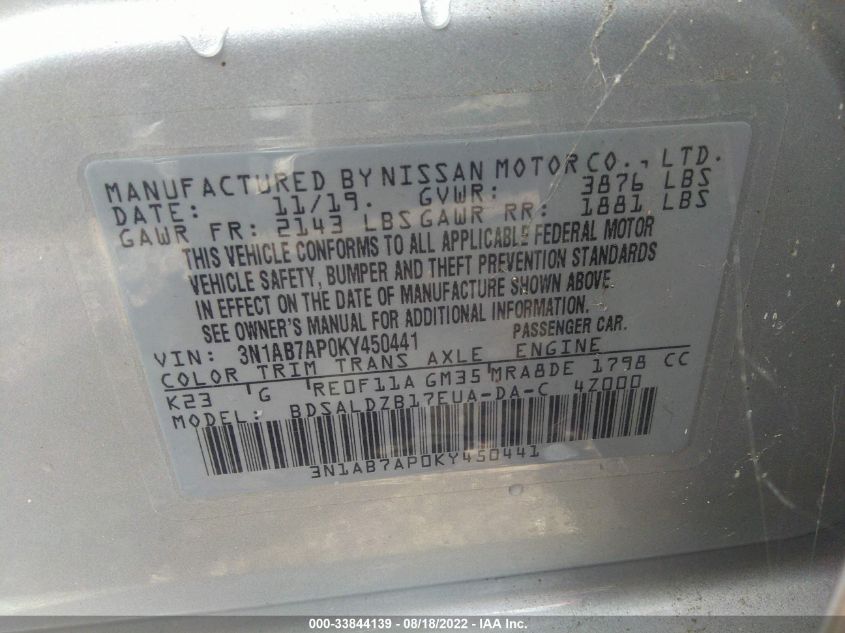 MANUFACTURED BY NISSAN MOTOR CO., LTD.
DATE: 11/19. GVWR: 3876 LBS
GAWR FR: 2143 LBS GAWR RR: 1881 LBS
THIS VEHICLE CONFORMS TO ALL APPLICABLE FEDERAL MOTOR
VEHICLE SAFETY, BUMPER AND THEFT PREVENTION STANDARDS
IN EFFECT ON THE DATE OF MANUFACTURE SHOWN ABOVE.
SEE OWNER'S MANUAL FOR ADDITIONAL INFORMATION.
PASSENGER CAR.
VIN: 3N1AB7AP0KY450441
COLOR TRIM TRANS AXLE ENGINE
K23 G RE0F11A GM35 MRA8DE 1798 CC
MODEL: BDSALDZB17EUA-DA-C 4Z000
3N1AB7AP0KY450441
000-33844139 - 08/18/2022 - IAA Inc.